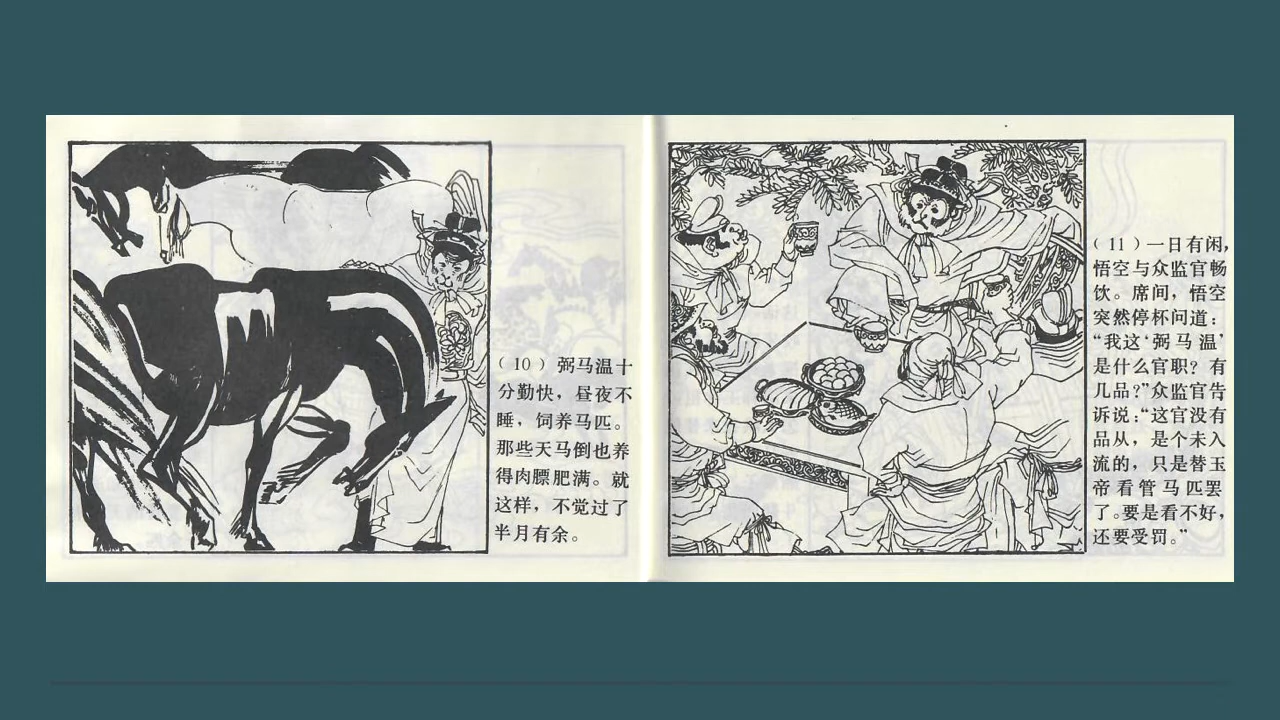 （10）弼马温十
分勤快，昼夜不
睡，饲养马匹。
那些天马倒也养
得肉膘肥满。就
这样，不觉过了
半月有余。
（11）一日有闲，
悟空与众监官畅
饮。席间，悟空
突然停杯问道：
“我这‘弼马温’
是什么官职？有
几品？”众监官告
诉说：“这官没有
品从，是个未入
流的，只是替玉
帝看管马匹罢
了。要是看不好，
还要受罚。”